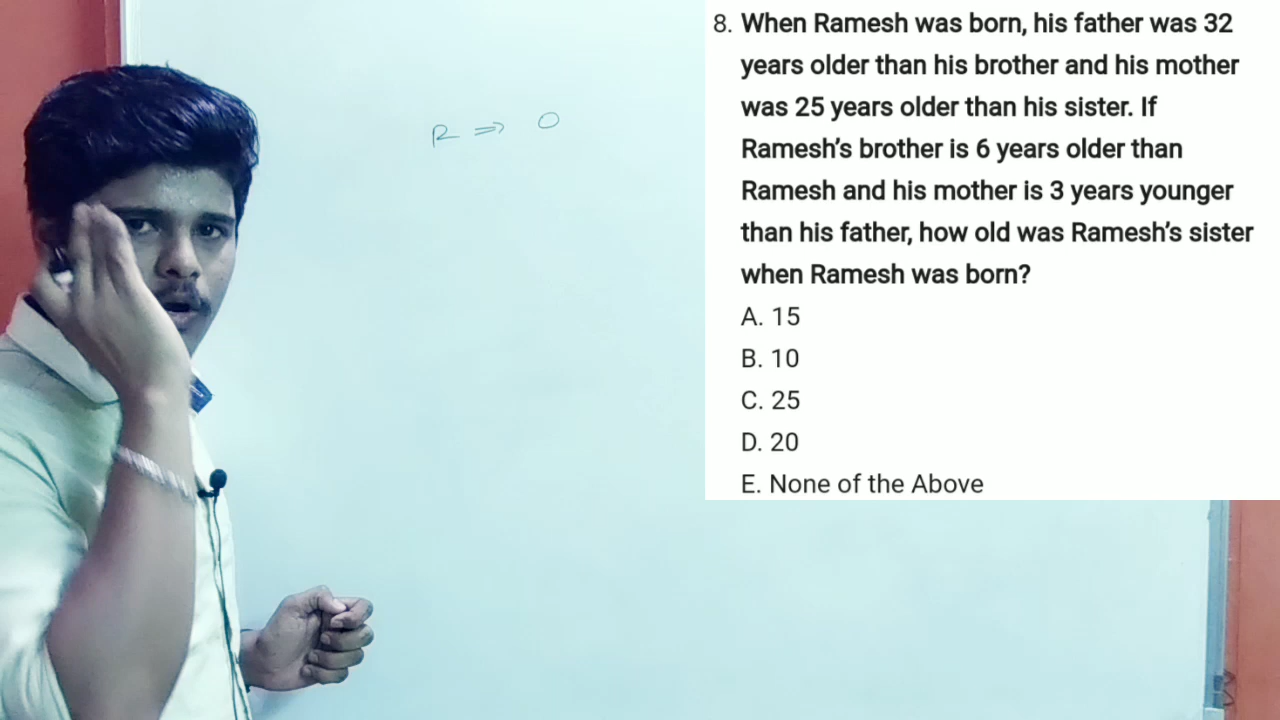 R ⇒ 0
8. When Ramesh was born, his father was 32
years older than his brother and his mother
was 25 years older than his sister. If
Ramesh’s brother is 6 years older than
Ramesh and his mother is 3 years younger
than his father, how old was Ramesh’s sister
when Ramesh was born?
A. 15
B. 10
C. 25
D. 20
E. None of the Above